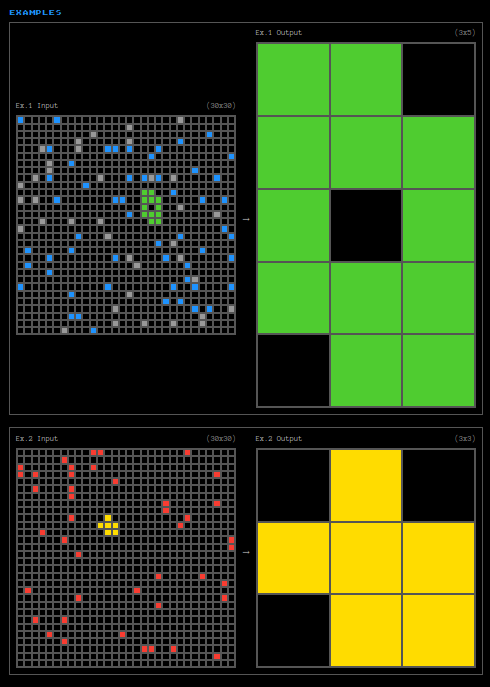 EXAMPLES
Ex.1 Input (30x30)
Ex.1 Output (3x5)
→
Ex.2 Input (30x30)
Ex.2 Output (3x3)
→